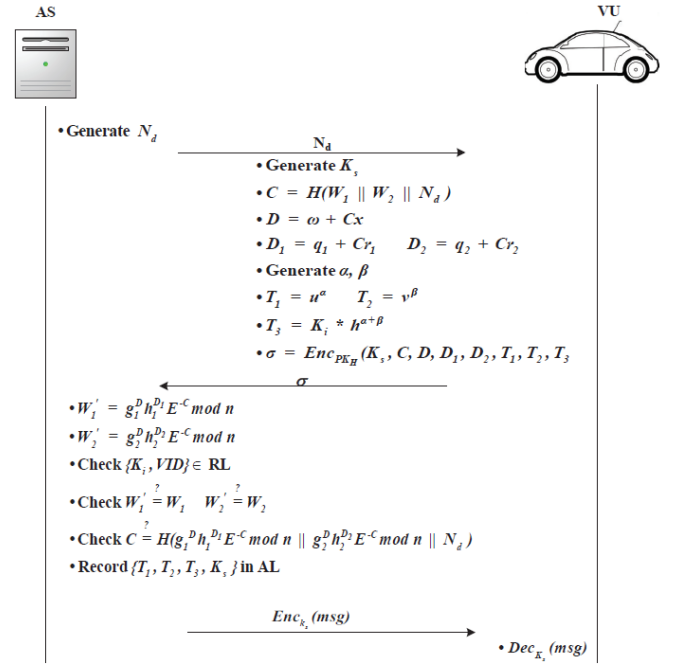 AS
VU
• Generate N_d
N_d
• Generate K_s
• C = H(W_1 || W_2 || N_d)
• D = ω + Cx
• D_1 = q_1 + Cr_1 D_2 = q_2 + Cr_2
• Generate α, β
• T_1 = u^α T_2 = v^β
• T_3 = K_i * h^{α+β}
• σ = Enc_{PK_H}(K_s, C, D, D_1, D_2, T_1, T_2, T_3
σ
• W_1' = g_1^D h_1^{D_1} E^{-C} mod n
• W_2' = g_2^D h_2^{D_2} E^{-C} mod n
• Check {K_i, VID} ∈ RL
• Check W_1' ≟ W_1 W_2' ≟ W_2
• Check C ≟ H(g_1^D h_1^{D_1} E^{-C} mod n || g_2^D h_2^{D_2} E^{-C} mod n || N_d)
• Record {T_1, T_2, T_3, K_s} in AL
Enc_{k_s}(msg)
• Dec_{K_s}(msg)